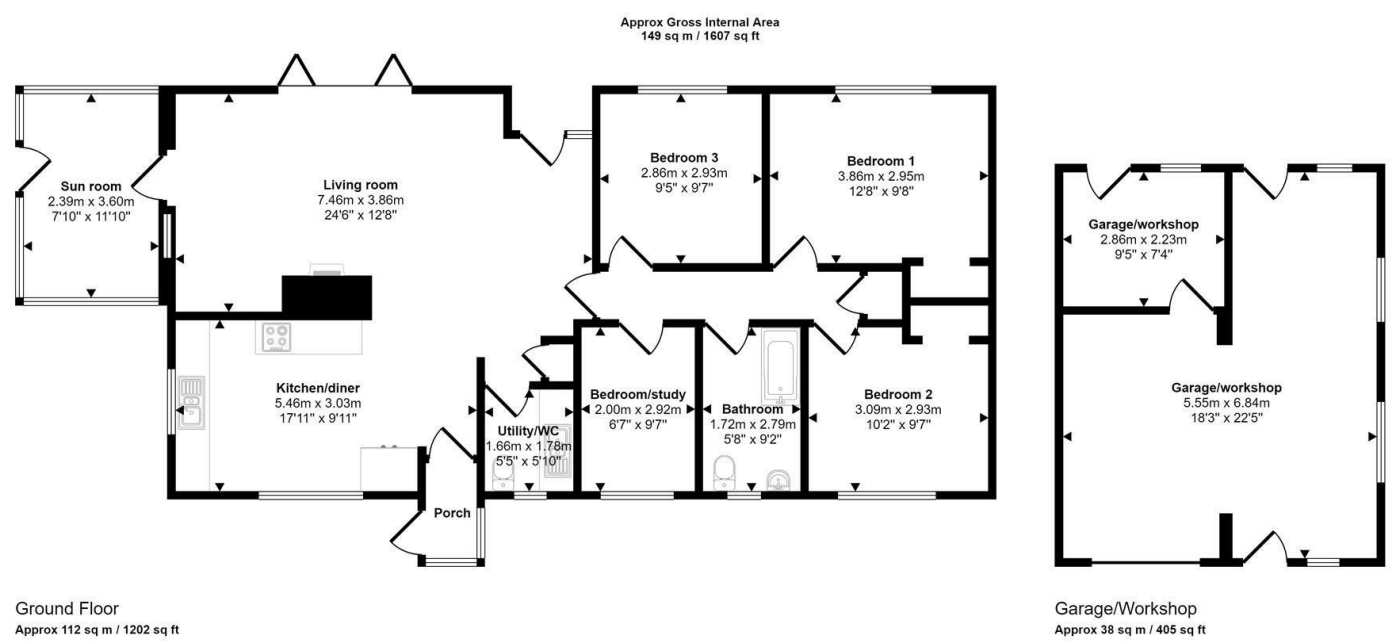 Approx Gross Internal Area
149 sq m / 1607 sq ft
Sun room
2.39m x 3.60m
7'10" x 11'10"
Living room
7.46m x 3.86m
24'6" x 12'8"
Bedroom 3
2.86m x 2.93m
9'5" x 9'7"
Bedroom 1
3.86m x 2.95m
12'8" x 9'8"
Garage/workshop
2.86m x 2.23m
9'5" x 7'4"
Kitchen/diner
5.46m x 3.03m
17'11" x 9'11"
Utility/WC
1.66m x 1.78m
5'5" x 5'10"
Bedroom/study
2.00m x 2.92m
6'7" x 9'7"
Bathroom
1.72m x 2.79m
5'8" x 9'2"
Bedroom 2
3.09m x 2.93m
10'2" x 9'7"
Garage/workshop
5.55m x 6.84m
18'3" x 22'5"
Porch
Ground Floor
Approx 112 sq m / 1202 sq ft
Garage/Workshop
Approx 38 sq m / 405 sq ft